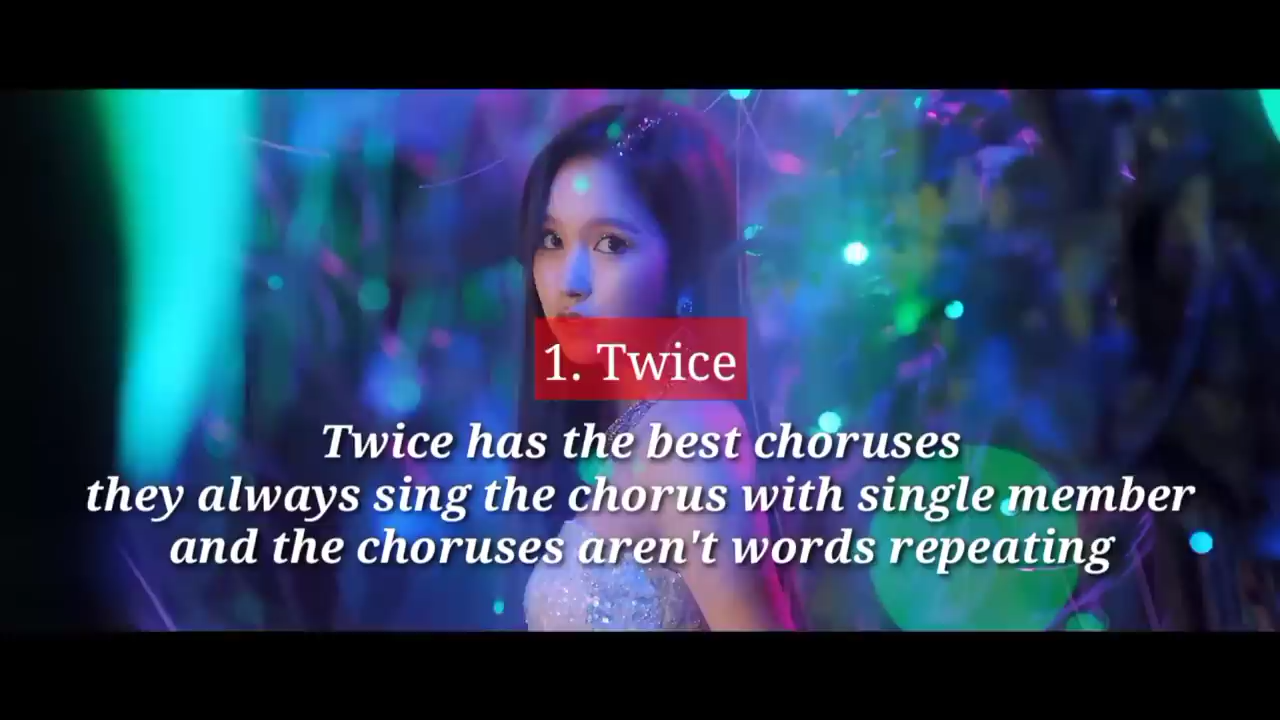 1. Twice
Twice has the best choruses
they always sing the chorus with single member
and the choruses aren't words repeating